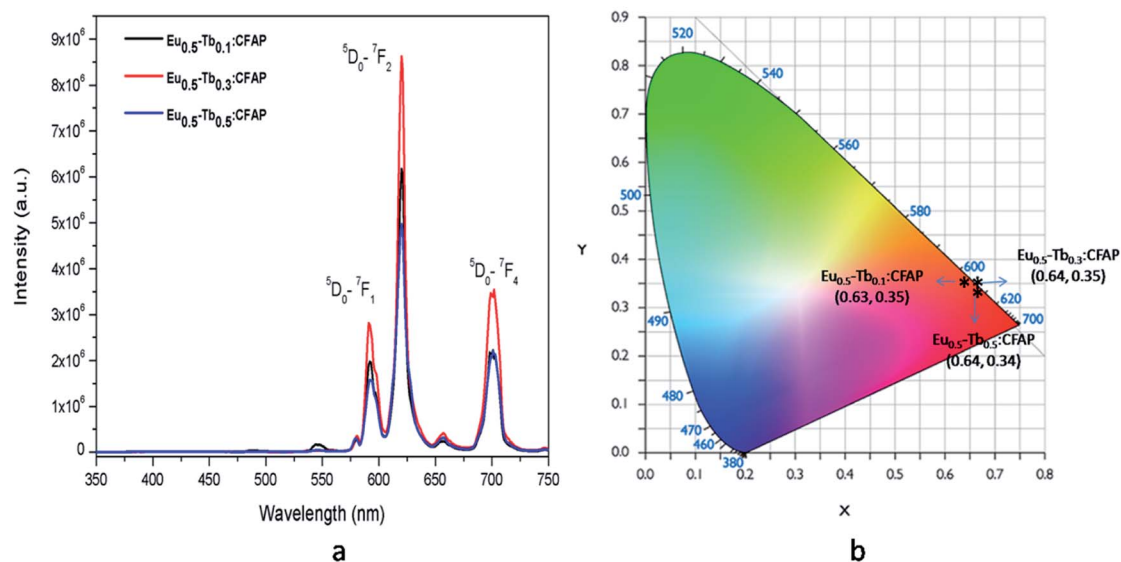 9x10⁶
8x10⁶
7x10⁶
6x10⁶
5x10⁶
4x10⁶
3x10⁶
2x10⁶
1x10⁶
0
Intensity (a.u.)
Eu₀.₅-Tb₀.₁:CFAP
Eu₀.₅-Tb₀.₃:CFAP
Eu₀.₅-Tb₀.₅:CFAP
⁵D₀- ⁷F₂
⁵D₀- ⁷F₁
⁵D₀- ⁷F₄
350 400 450 500 550 600 650 700 750
Wavelength (nm)
a
0.9
0.8
0.7
0.6
0.5
0.4
0.3
0.2
0.1
0.0
Y
520
540
560
500
580
600
620
700
490
480
470
460
380
Eu₀.₅-Tb₀.₃:CFAP
(0.64, 0.35)
Eu₀.₅-Tb₀.₁:CFAP
(0.63, 0.35)
Eu₀.₅-Tb₀.₅:CFAP
(0.64, 0.34)
0.0 0.1 0.2 0.3 0.4 0.5 0.6 0.7 0.8
X
b